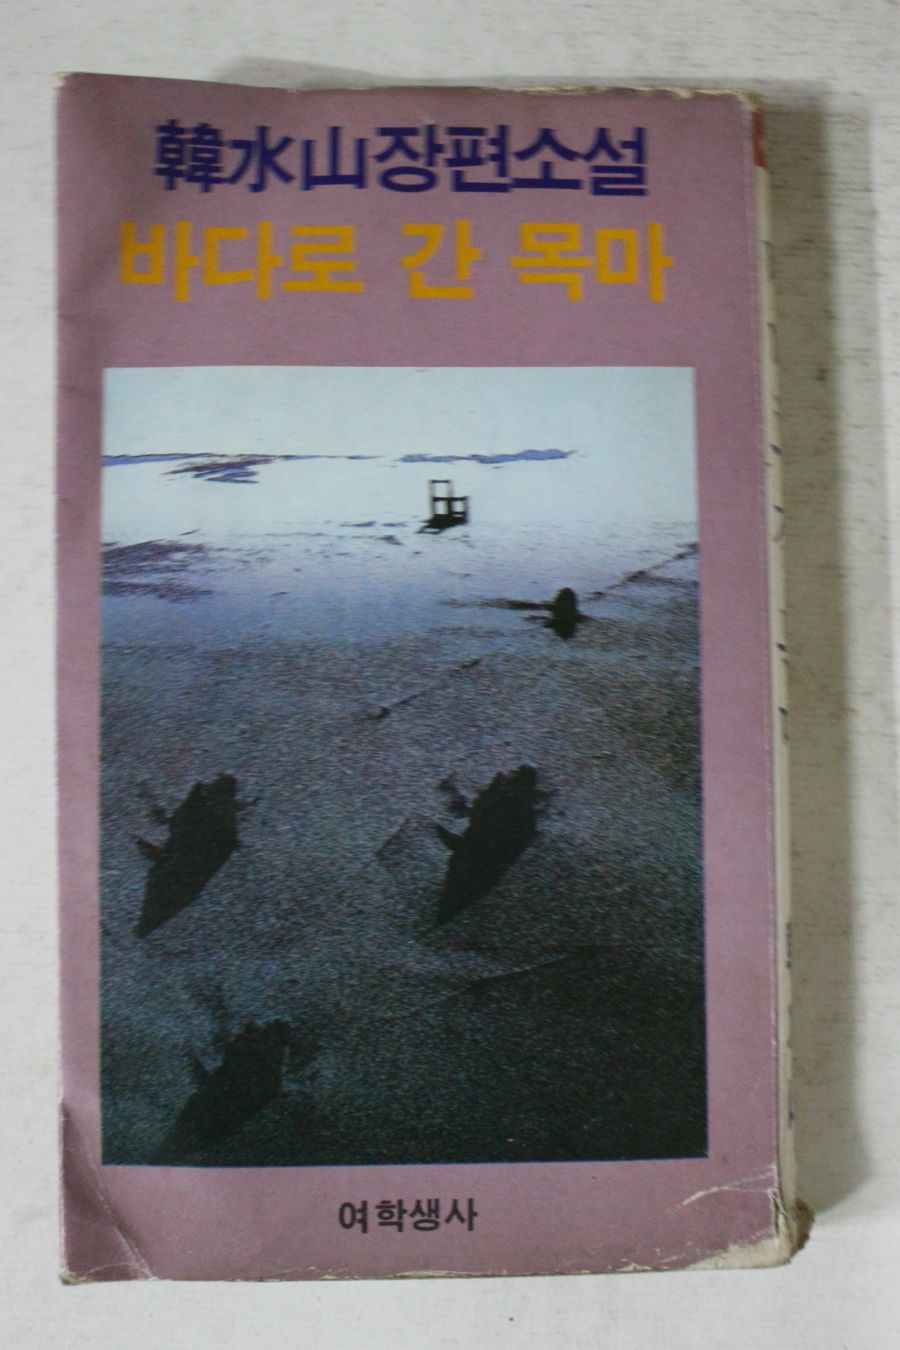 韓水山장편소설
바다로 간 목마
여학생사